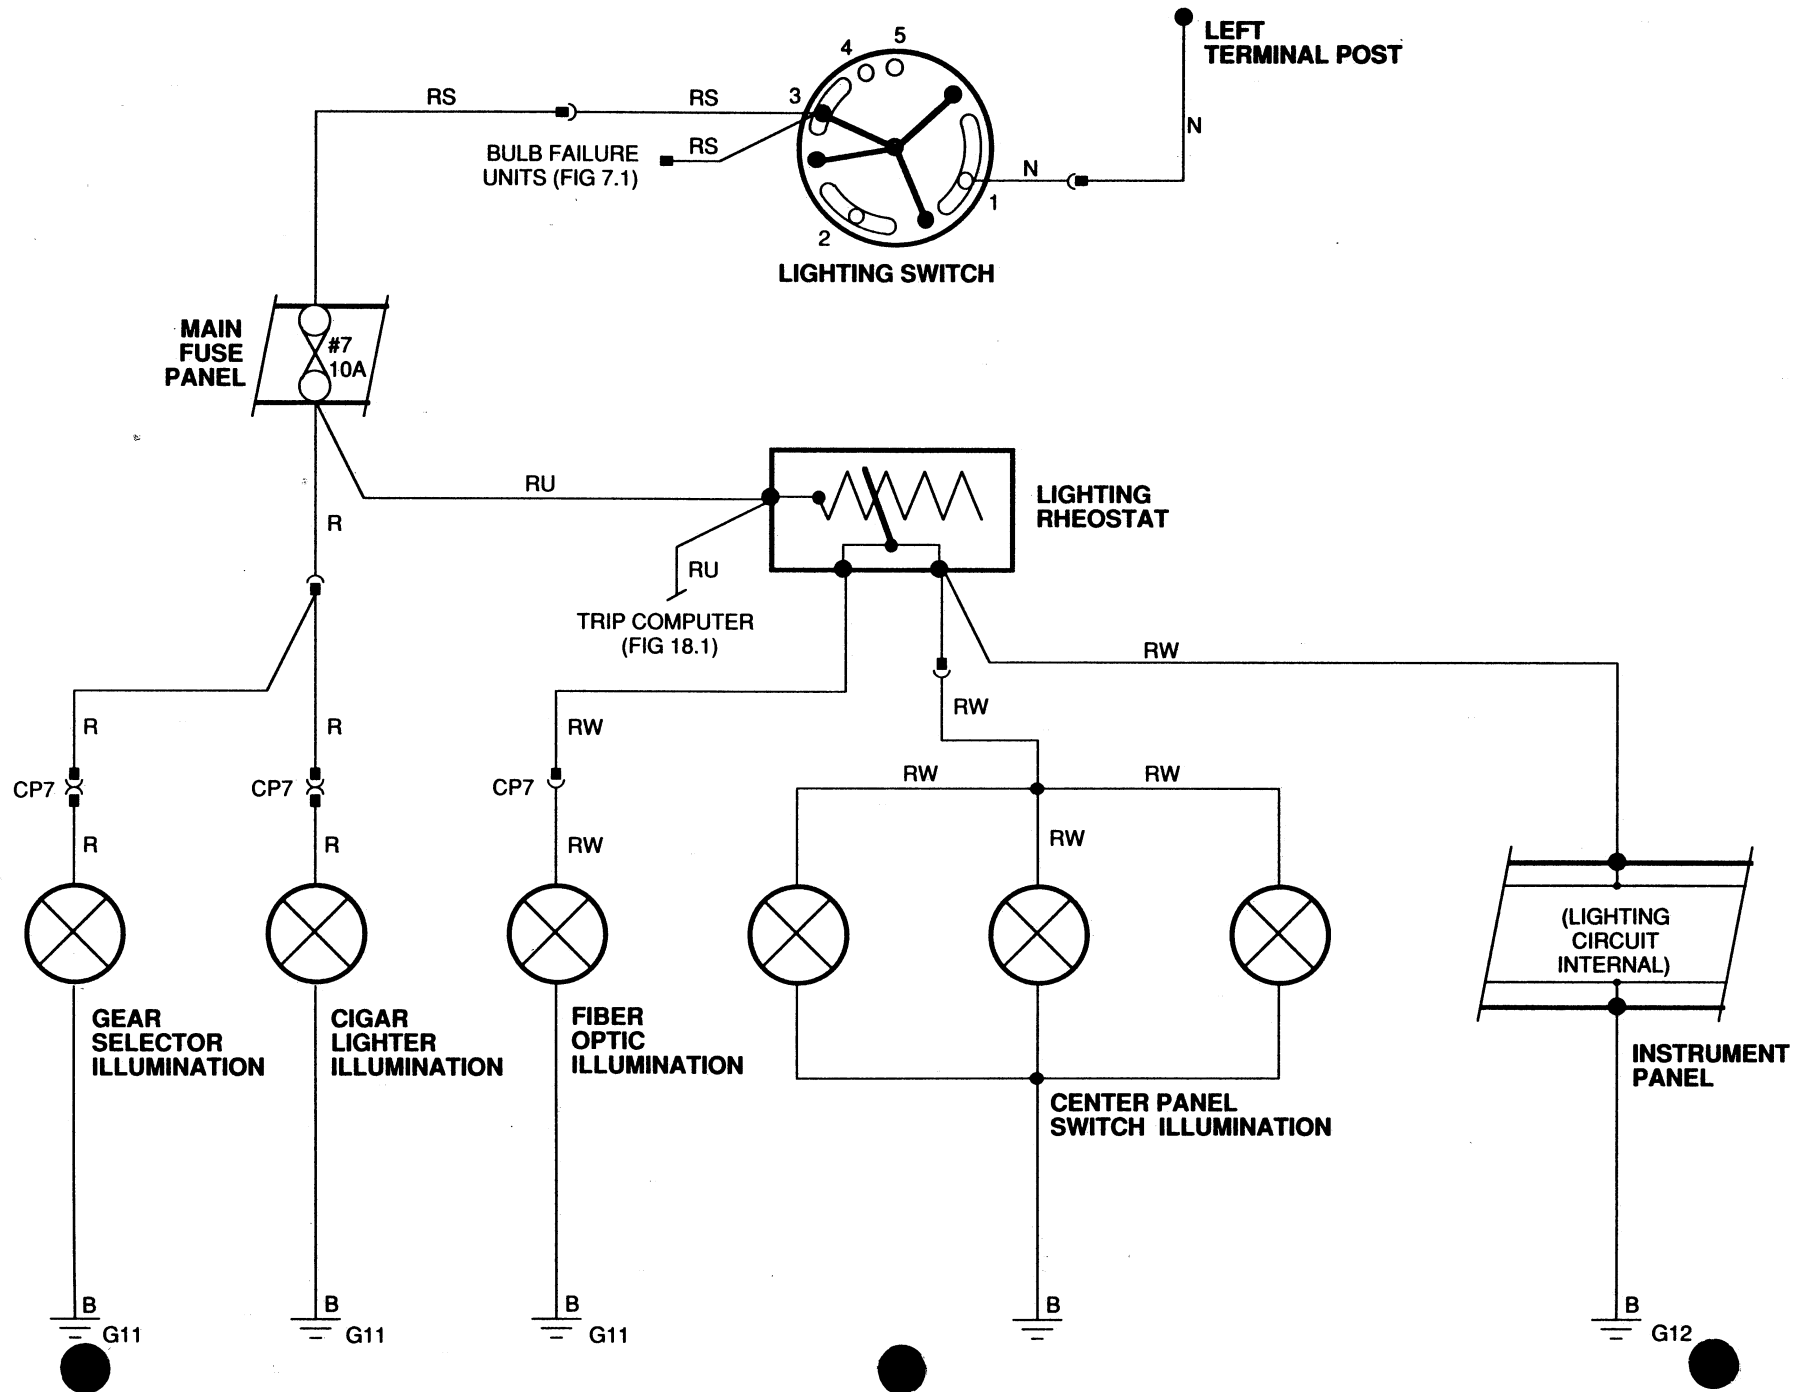 LEFT
TERMINAL POST
4
5
3
RS
RS
RS
BULB FAILURE
UNITS (FIG 7.1)
N
N
1
2
LIGHTING SWITCH
MAIN
FUSE
PANEL
#7
10A
RU
LIGHTING
RHEOSTAT
R
RU
TRIP COMPUTER
(FIG 18.1)
RW
R
R
RW
RW
CP7
CP7
CP7
RW
RW
R
R
RW
RW
(LIGHTING
CIRCUIT
INTERNAL)
GEAR
SELECTOR
ILLUMINATION
CIGAR
LIGHTER
ILLUMINATION
FIBER
OPTIC
ILLUMINATION
CENTER PANEL
SWITCH ILLUMINATION
INSTRUMENT
PANEL
B
G11
B
G11
B
G11
B
B
G12